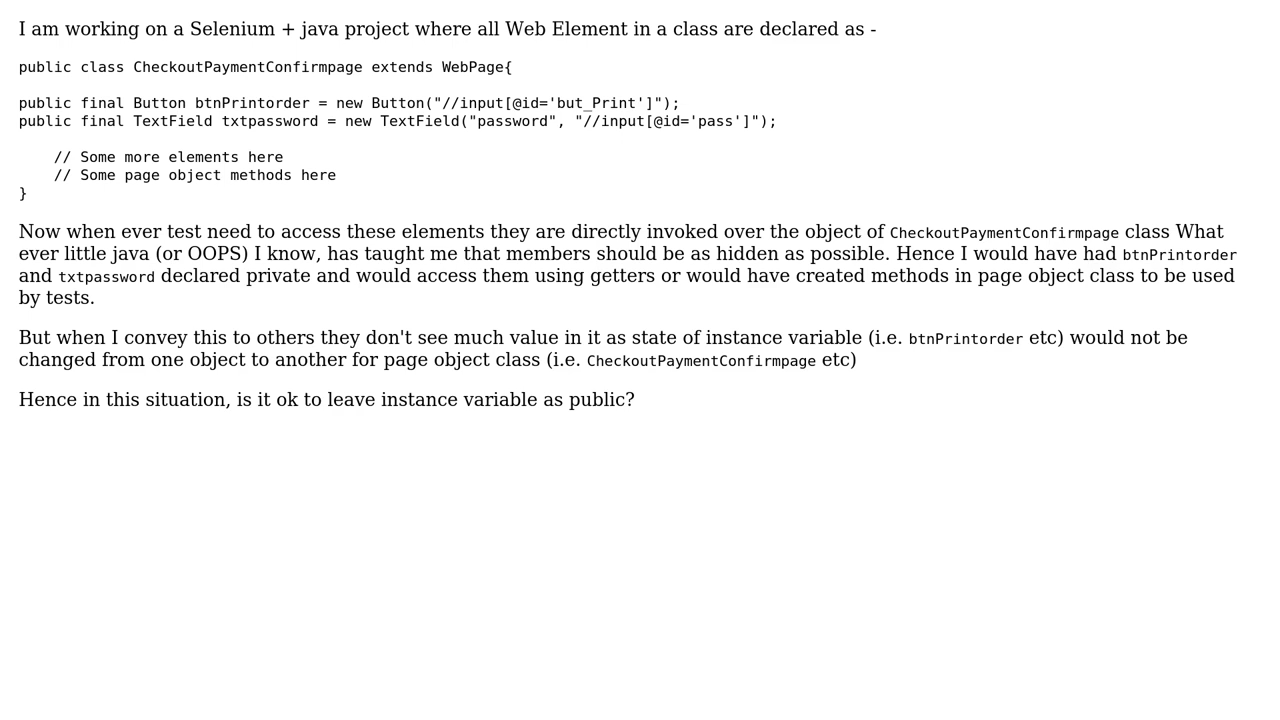 I am working on a Selenium + java project where all Web Element in a class are declared as -
public class CheckoutPaymentConfirmpage extends WebPage{
public final Button btnPrintorder = new Button("//input[@id='but_Print']");
public final TextField txtpassword = new TextField("password", "//input[@id='pass']");
    // Some more elements here
    // Some page object methods here
}
Now when ever test need to access these elements they are directly invoked over the object of CheckoutPaymentConfirmpage class What
ever little java (or OOPS) I know, has taught me that members should be as hidden as possible. Hence I would have had btnPrintorder
and txtpassword declared private and would access them using getters or would have created methods in page object class to be used
by tests.
But when I convey this to others they don't see much value in it as state of instance variable (i.e. btnPrintorder etc) would not be
changed from one object to another for page object class (i.e. CheckoutPaymentConfirmpage etc)
Hence in this situation, is it ok to leave instance variable as public?